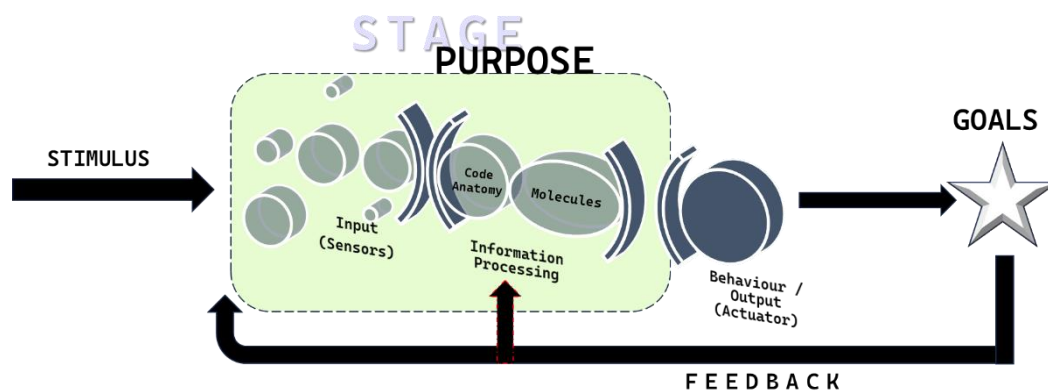 STAGE
PURPOSE
GOALS
STIMULUS
Code
Anatomy
Molecules
Input
(Sensors)
Information
Processing
Behaviour /
Output
(Actuator)
FEEDBACK